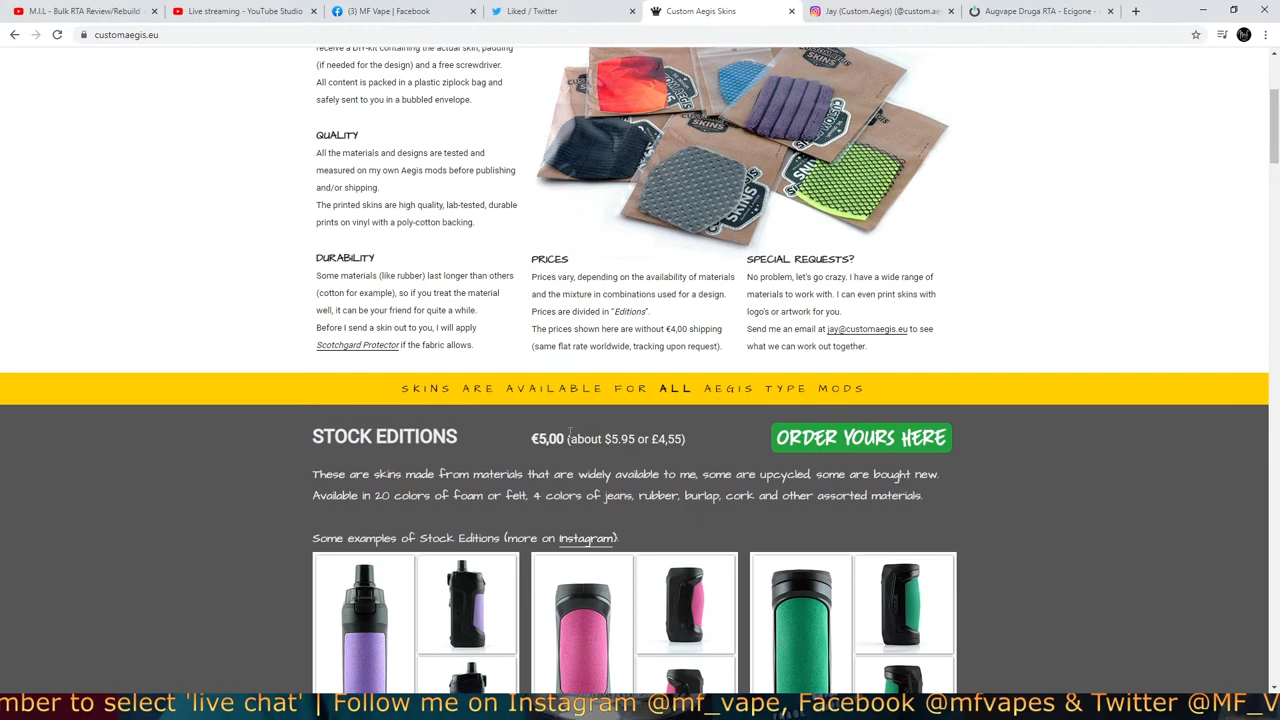 M.I.L - Bulk RTA Review/Rebuild
Live streaming - YouTube Studio
(3) MF Vape | Facebook
Liked / Twitter
Custom Aegis Skins
Jay (Custom.Aegis) (@custom.ae
Augvape Druga RTA - Ecigone -
customaegis.eu
receive a DIY-kit containing the actual skin, padding
(if needed for the design) and a free screwdriver.
All content is packed in a plastic ziplock bag and
safely sent to you in a bubbled envelope.
QUALITY
All the materials and designs are tested and
measured on my own Aegis mods before publishing
and/or shipping.
The printed skins are high quality, lab-tested, durable
prints on vinyl with a poly-cotton backing.
DURABILITY
Some materials (like rubber) last longer than others
(cotton for example), so if you treat the material
well, it can be your friend for quite a while.
Before I send a skin out to you, I will apply
Scotchgard Protector if the fabric allows.
PRICES
Prices vary, depending on the availability of materials
and the mixture in combinations used for a design.
Prices are divided in "Editions".
The prices shown here are without €4,00 shipping
(same flat rate worldwide, tracking upon request).
SPECIAL REQUESTS?
No problem, let's go crazy. I have a wide range of
materials to work with. I can even print skins with
logo's or artwork for you.
Send me an email at jay@customaegis.eu to see
what we can work out together.
SKINS ARE AVAILABLE FOR ALL AEGIS TYPE MODS
STOCK EDITIONS
€5,00 (about $5.95 or £4,55)
ORDER YOURS HERE
These are skins made from materials that are widely available to me, some are upcycled, some are bought new.
Available in 20 colors of foam or felt, 4 colors of jeans, rubber, burlap, cork and other assorted materials.
Some examples of Stock Editions (more on Instagram):
mber to select 'live chat' | Follow me on Instagram @mf_vape, Facebook @mfvapes & Twitter @MF_V